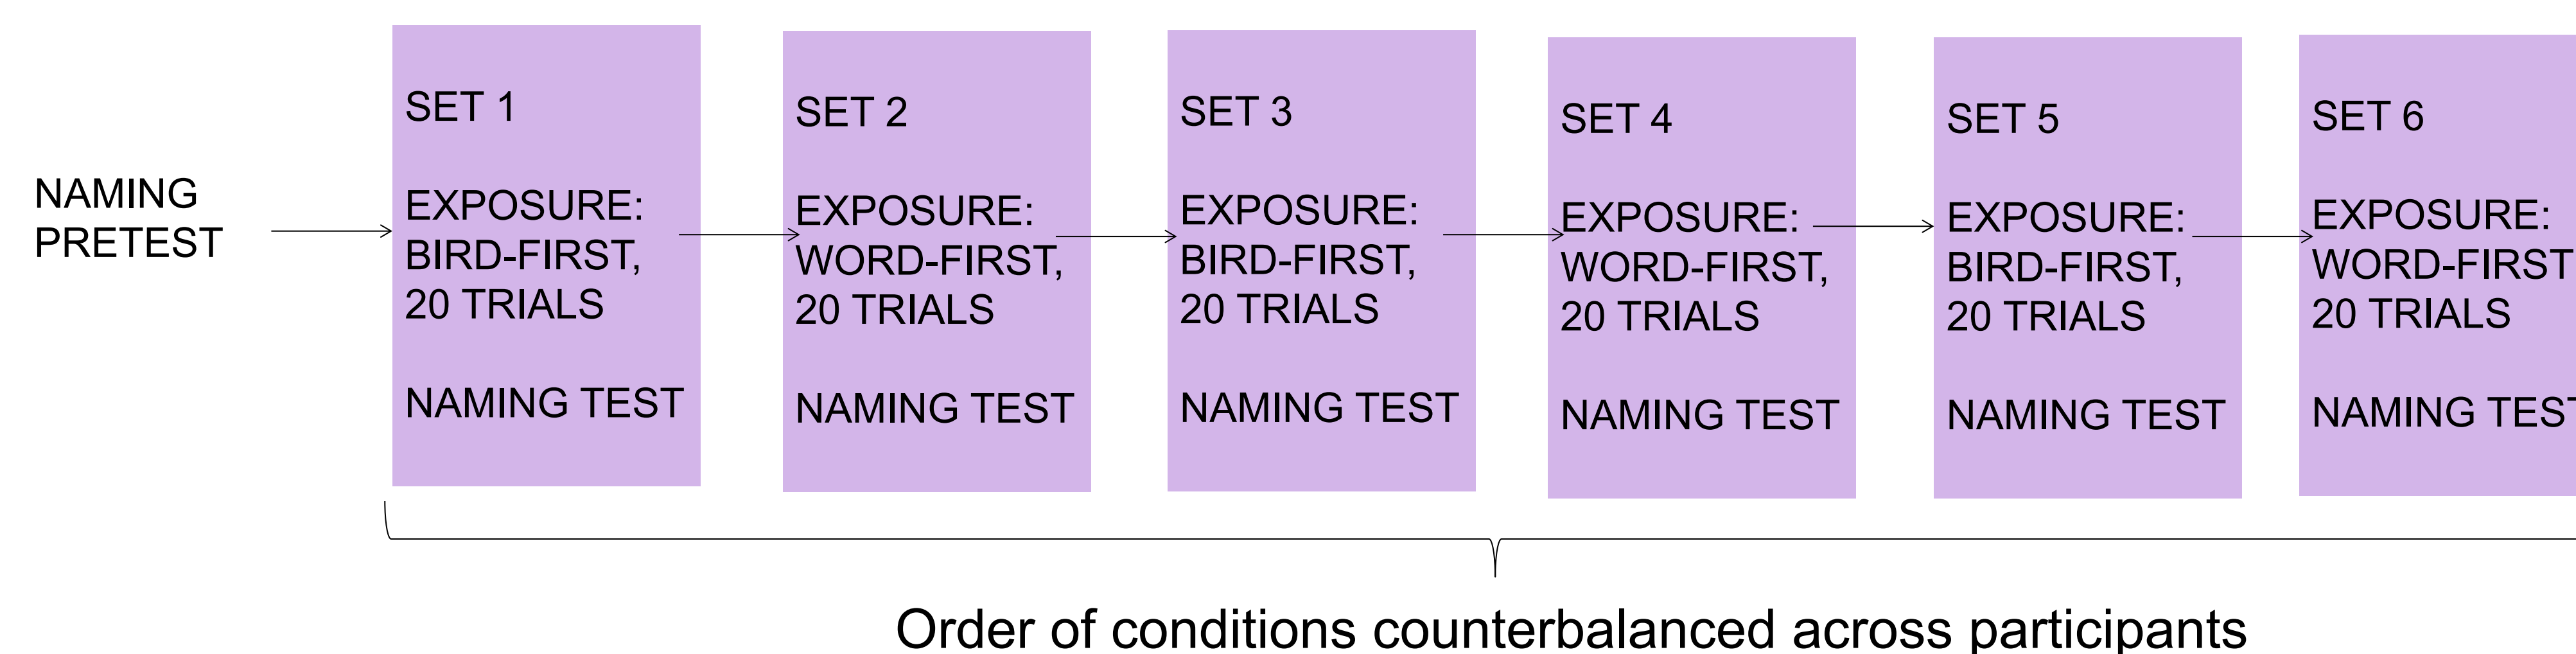 NAMING
PRETEST
SET 1
EXPOSURE:
BIRD-FIRST,
20 TRIALS
NAMING TEST
SET 2
EXPOSURE:
WORD-FIRST,
20 TRIALS
NAMING TEST
SET 3
EXPOSURE:
BIRD-FIRST,
20 TRIALS
NAMING TEST
SET 4
EXPOSURE:
WORD-FIRST,
20 TRIALS
NAMING TEST
SET 5
EXPOSURE:
BIRD-FIRST,
20 TRIALS
NAMING TEST
SET 6
EXPOSURE:
WORD-FIRST
20 TRIALS
NAMING TEST
Order of conditions counterbalanced across participants